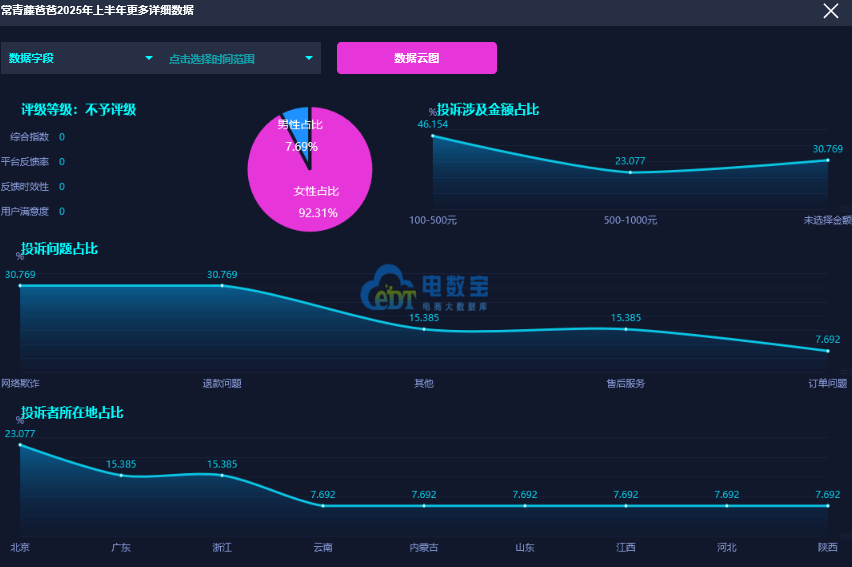 常青藤爸爸2025年上半年更多详细数据
数据字段
点击选择时间范围
数据云图
评级等级：不予评级
综合指数 0
平台反馈率 0
反馈时效性 0
用户满意度 0
男性占比
7.69%
女性占比
92.31%
投诉涉及金额占比
%
46.154
23.077
30.769
100-500元
500-1000元
未选择金额
投诉问题占比
%
30.769
30.769
15.385
15.385
7.692
网络欺诈
退款问题
其他
售后服务
订单问题
电数宝
eDT
电商大数据库
投诉者所在地占比
%
23.077
15.385
15.385
7.692
7.692
7.692
7.692
7.692
7.692
北京
广东
浙江
云南
内蒙古
山东
江西
河北
陕西